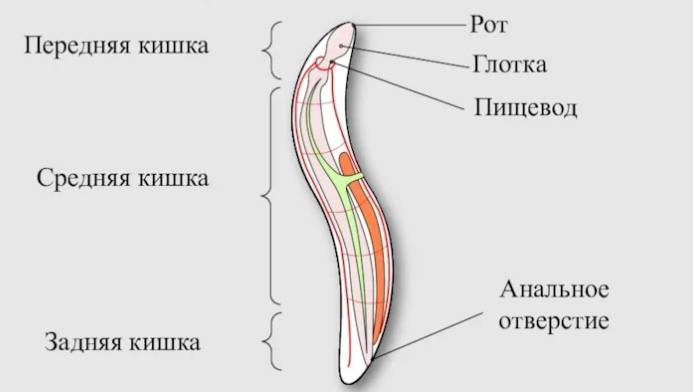 Передняя кишка
Рот
Глотка
Пищевод
Средняя кишка
Анальное
отверстие
Задняя кишка